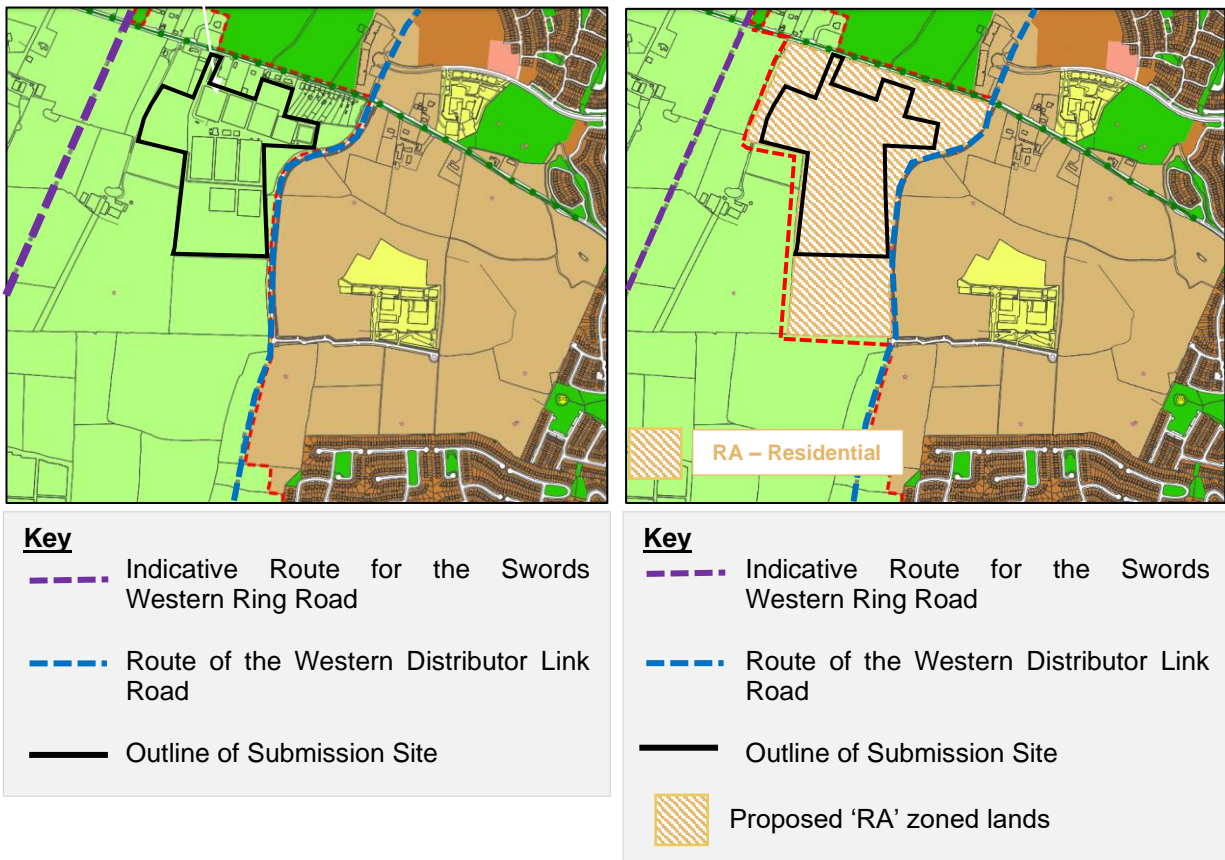 RA – Residential
Key
Indicative Route for the Swords
Western Ring Road
Route of the Western Distributor Link
Road
Outline of Submission Site
Key
Indicative Route for the Swords
Western Ring Road
Route of the Western Distributor Link
Road
Outline of Submission Site
Proposed ‘RA’ zoned lands